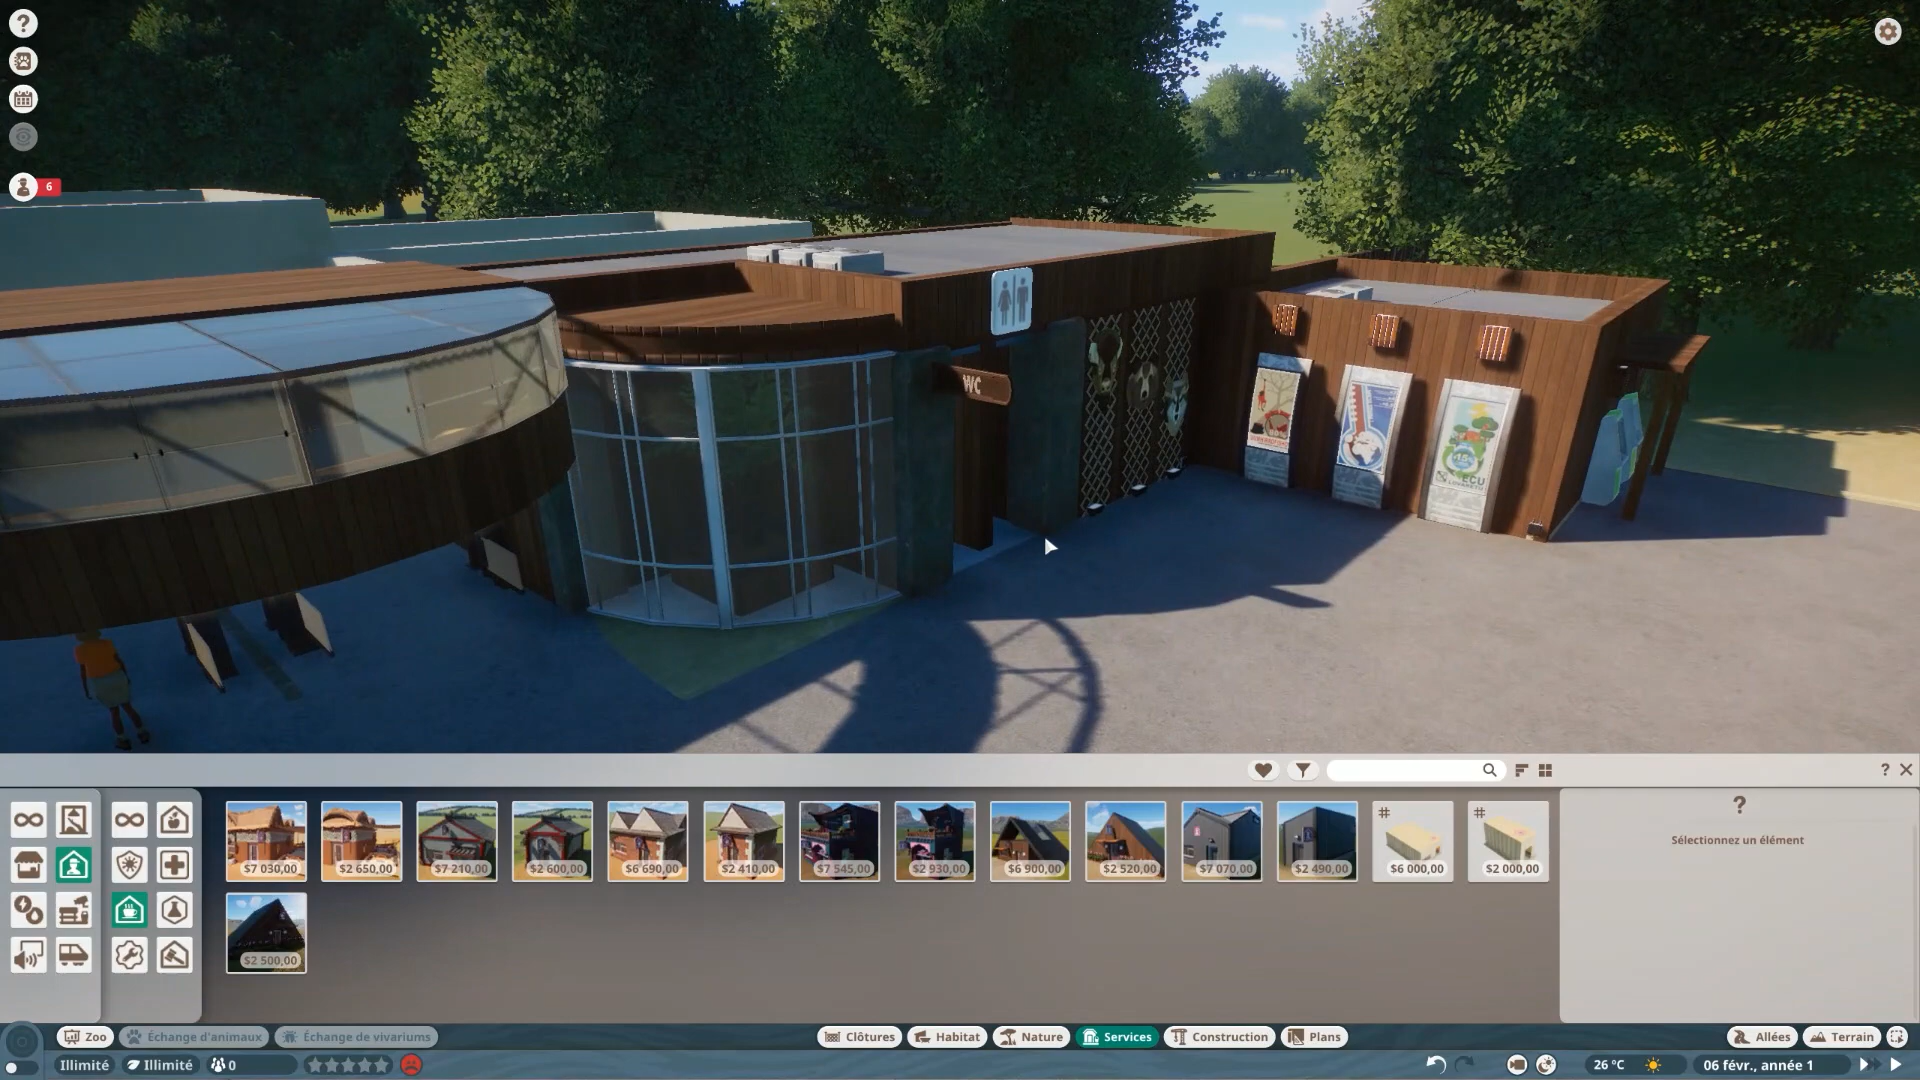 6
WC
ECU
?
Sélectionnez un élément
$7 030,00
$2 650,00
$7 210,00
$2 600,00
$6 690,00
$2 410,00
$7 545,00
$2 930,00
$6 900,00
$2 520,00
$7 070,00
$2 490,00
# $6 000,00
# $2 000,00
$2 500,00
Zoo
Échange d'animaux
Échange de vivariums
Clôtures
Habitat
Nature
Services
Construction
Plans
Allées
Terrain
Illimité
Illimité
0
26 °C
06 févr., année 1